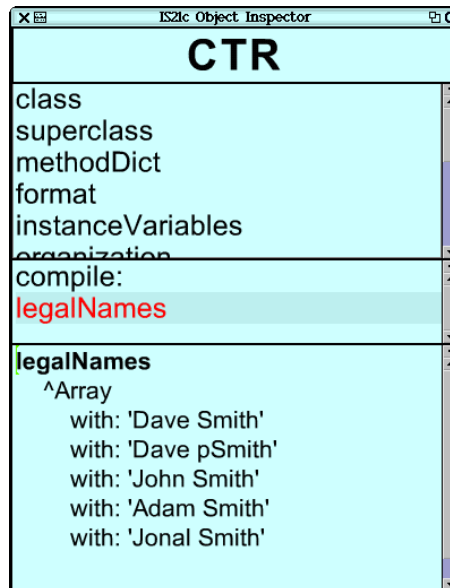 IS2lc Object Inspector
CTR
class
superclass
methodDict
format
instanceVariables
organization
compile:
legalNames
legalNames
^Array
with: 'Dave Smith'
with: 'Dave pSmith'
with: 'John Smith'
with: 'Adam Smith'
with: 'Jonal Smith'